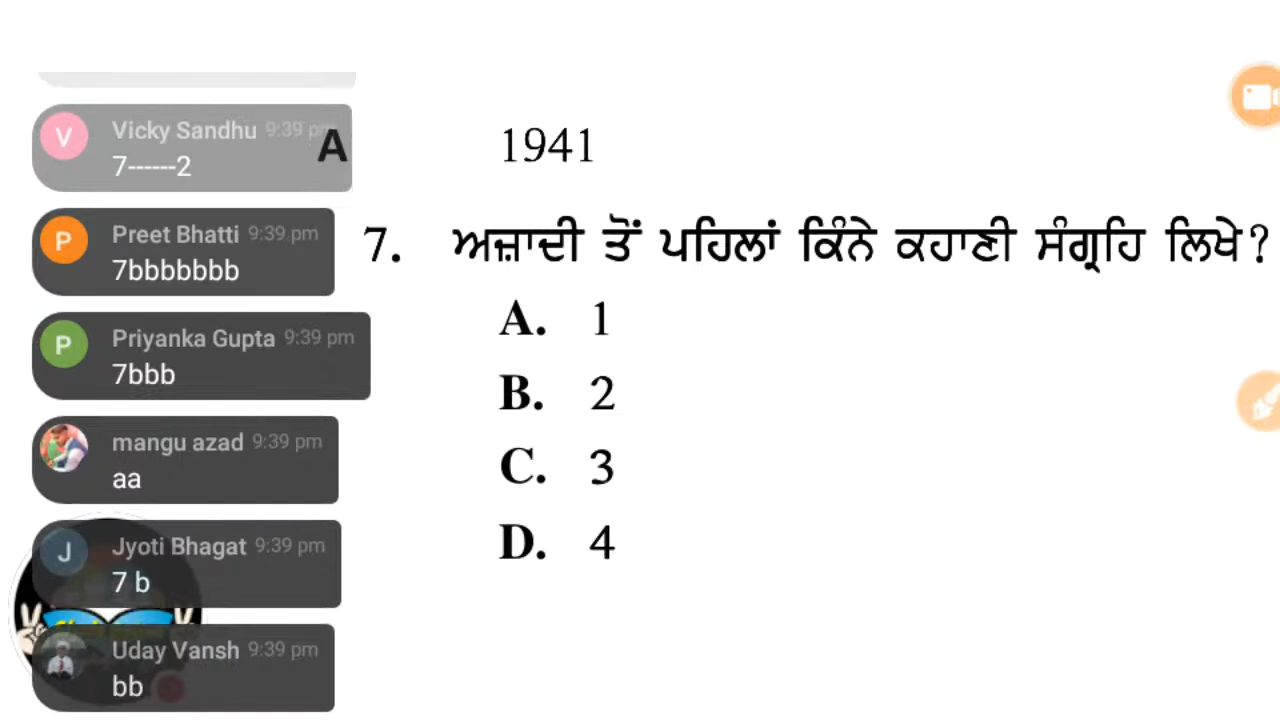 Vicky Sandhu 9:39 pm
7------2
A
Preet Bhatti 9:39 pm
7bbbbbbb
Priyanka Gupta 9:39 pm
7bbb
mangu azad 9:39 pm
aa
Jyoti Bhagat 9:39 pm
7 b
Uday Vansh 9:39 pm
bb
1941
7. ਅਜ਼ਾਦੀ ਤੋਂ ਪਹਿਲਾਂ ਕਿੰਨੇ ਕਹਾਣੀ ਸੰਗ੍ਰਹਿ ਲਿਖੇ?
A. 1
B. 2
C. 3
D. 4